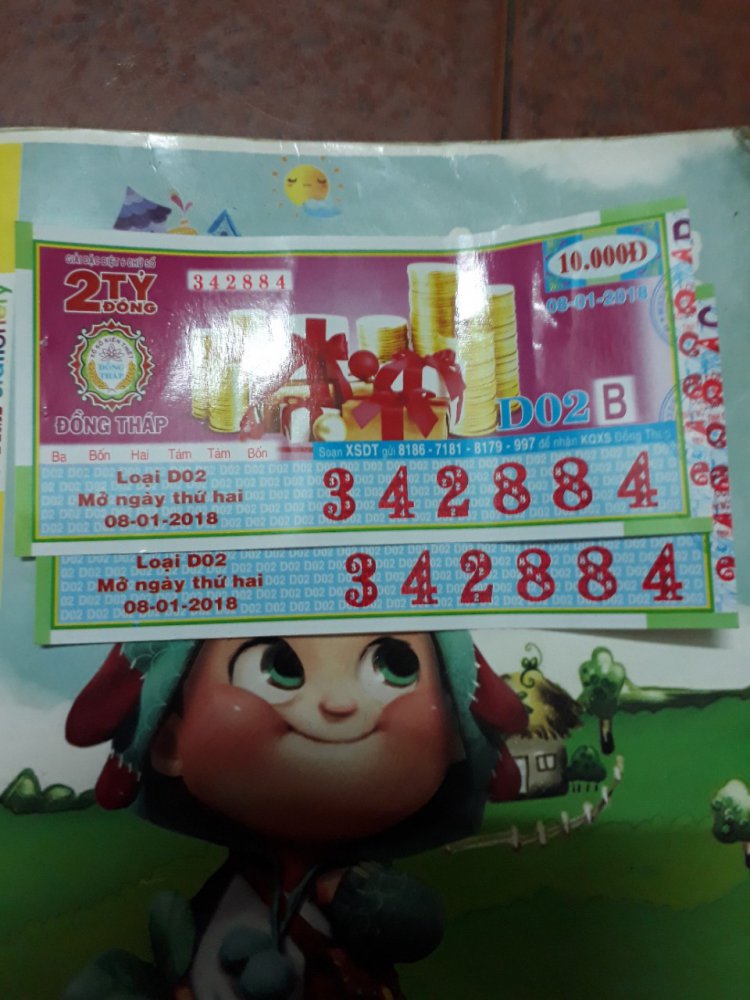 GIẢI ĐẶC BIỆT 6 CHỮ SỐ
2 TỶ ĐỒNG
342884
10.000Đ
08-01-2018
ĐỒNG THÁP
ĐỒNG THÁP
D02 B
Ba Bốn Hai Tám Tám Bốn
Soạn XSDT gửi 8186 - 7181 - 8179 - 997 để nhận KQXS Đồng Tháp
Loại D02
Mở ngày thứ hai
08-01-2018
342884
Loại D02
Mở ngày thứ hai
08-01-2018
342884